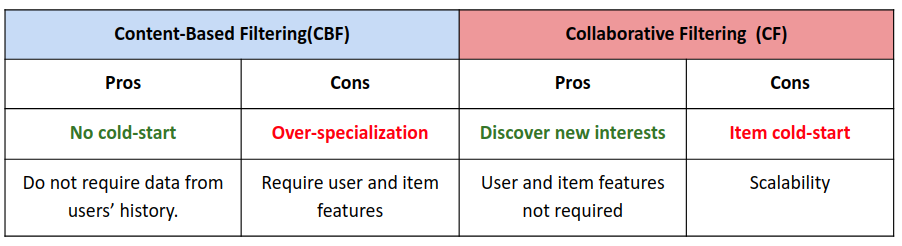 Content-Based Filtering(CBF)
Collaborative Filtering (CF)
Pros
Cons
Pros
Cons
No cold-start
Over-specialization
Discover new interests
Item cold-start
Do not require data from
users’ history.
Require user and item
features
User and item features
not required
Scalability